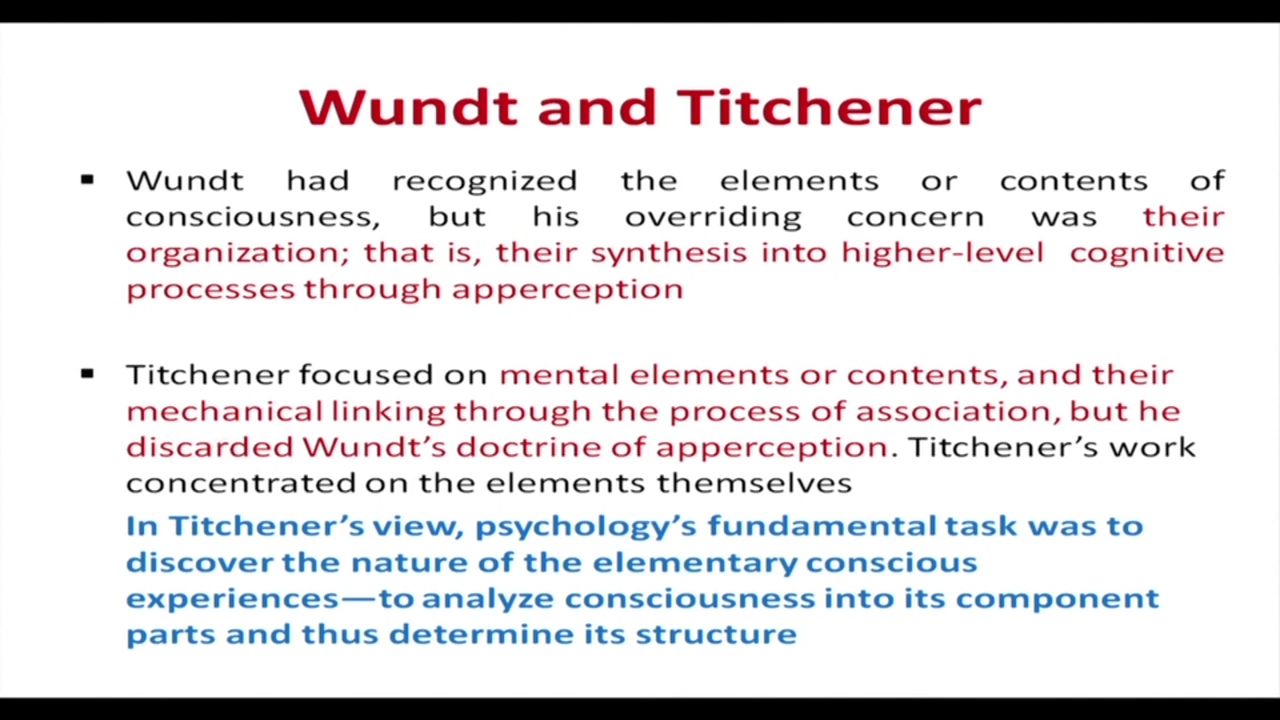 Wundt and Titchener
▪ Wundt had recognized the elements or contents of
consciousness, but his overriding concern was their
organization; that is, their synthesis into higher-level cognitive
processes through apperception
▪ Titchener focused on mental elements or contents, and their
mechanical linking through the process of association, but he
discarded Wundt’s doctrine of apperception. Titchener’s work
concentrated on the elements themselves
In Titchener’s view, psychology’s fundamental task was to
discover the nature of the elementary conscious
experiences—to analyze consciousness into its component
parts and thus determine its structure